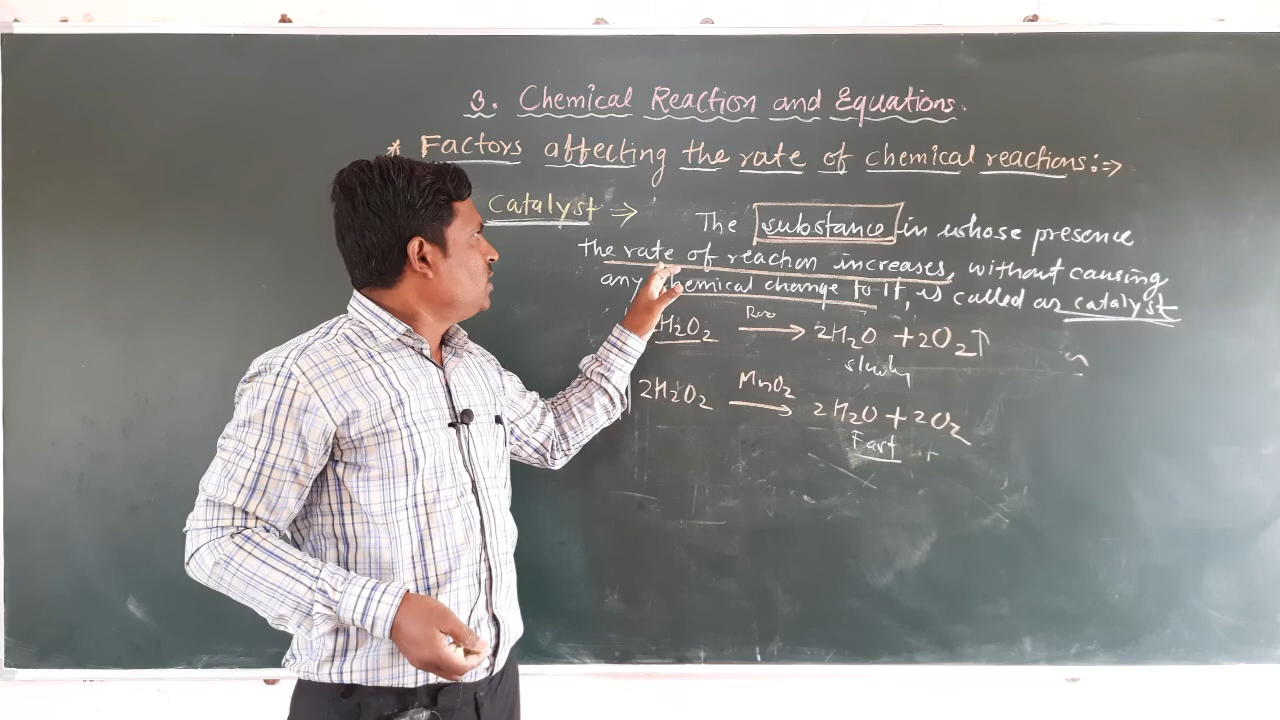 3. Chemical Reaction and Equations.
* Factors affecting the rate of chemical reactions:→
catalyst ⇒ The substance in whose presence
the rate of reaction increases, without causing
any chemical change to it, is called as catalyst
H₂O₂ → 2H₂O + 2O₂↑
slowly
2H₂O₂ MnO₂ → 2H₂O + 2O₂
Fast